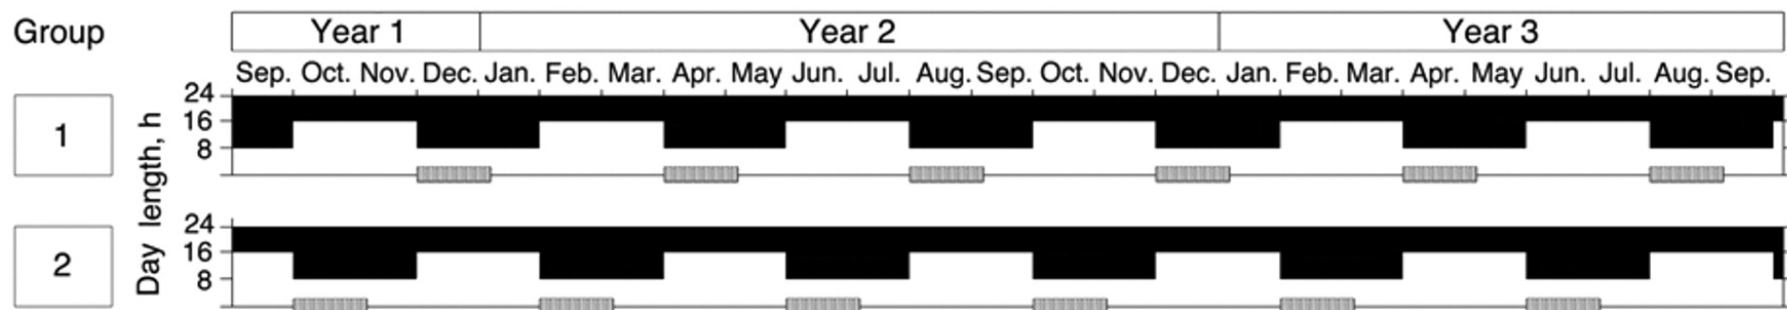 Group Year 1 Year 2 Year 3
Sep. Oct. Nov. Dec. Jan. Feb. Mar. Apr. May Jun. Jul. Aug. Sep. Oct. Nov. Dec. Jan. Feb. Mar. Apr. May Jun. Jul. Aug. Sep.
1
24
16
8
Day length, h
2
24
16
8